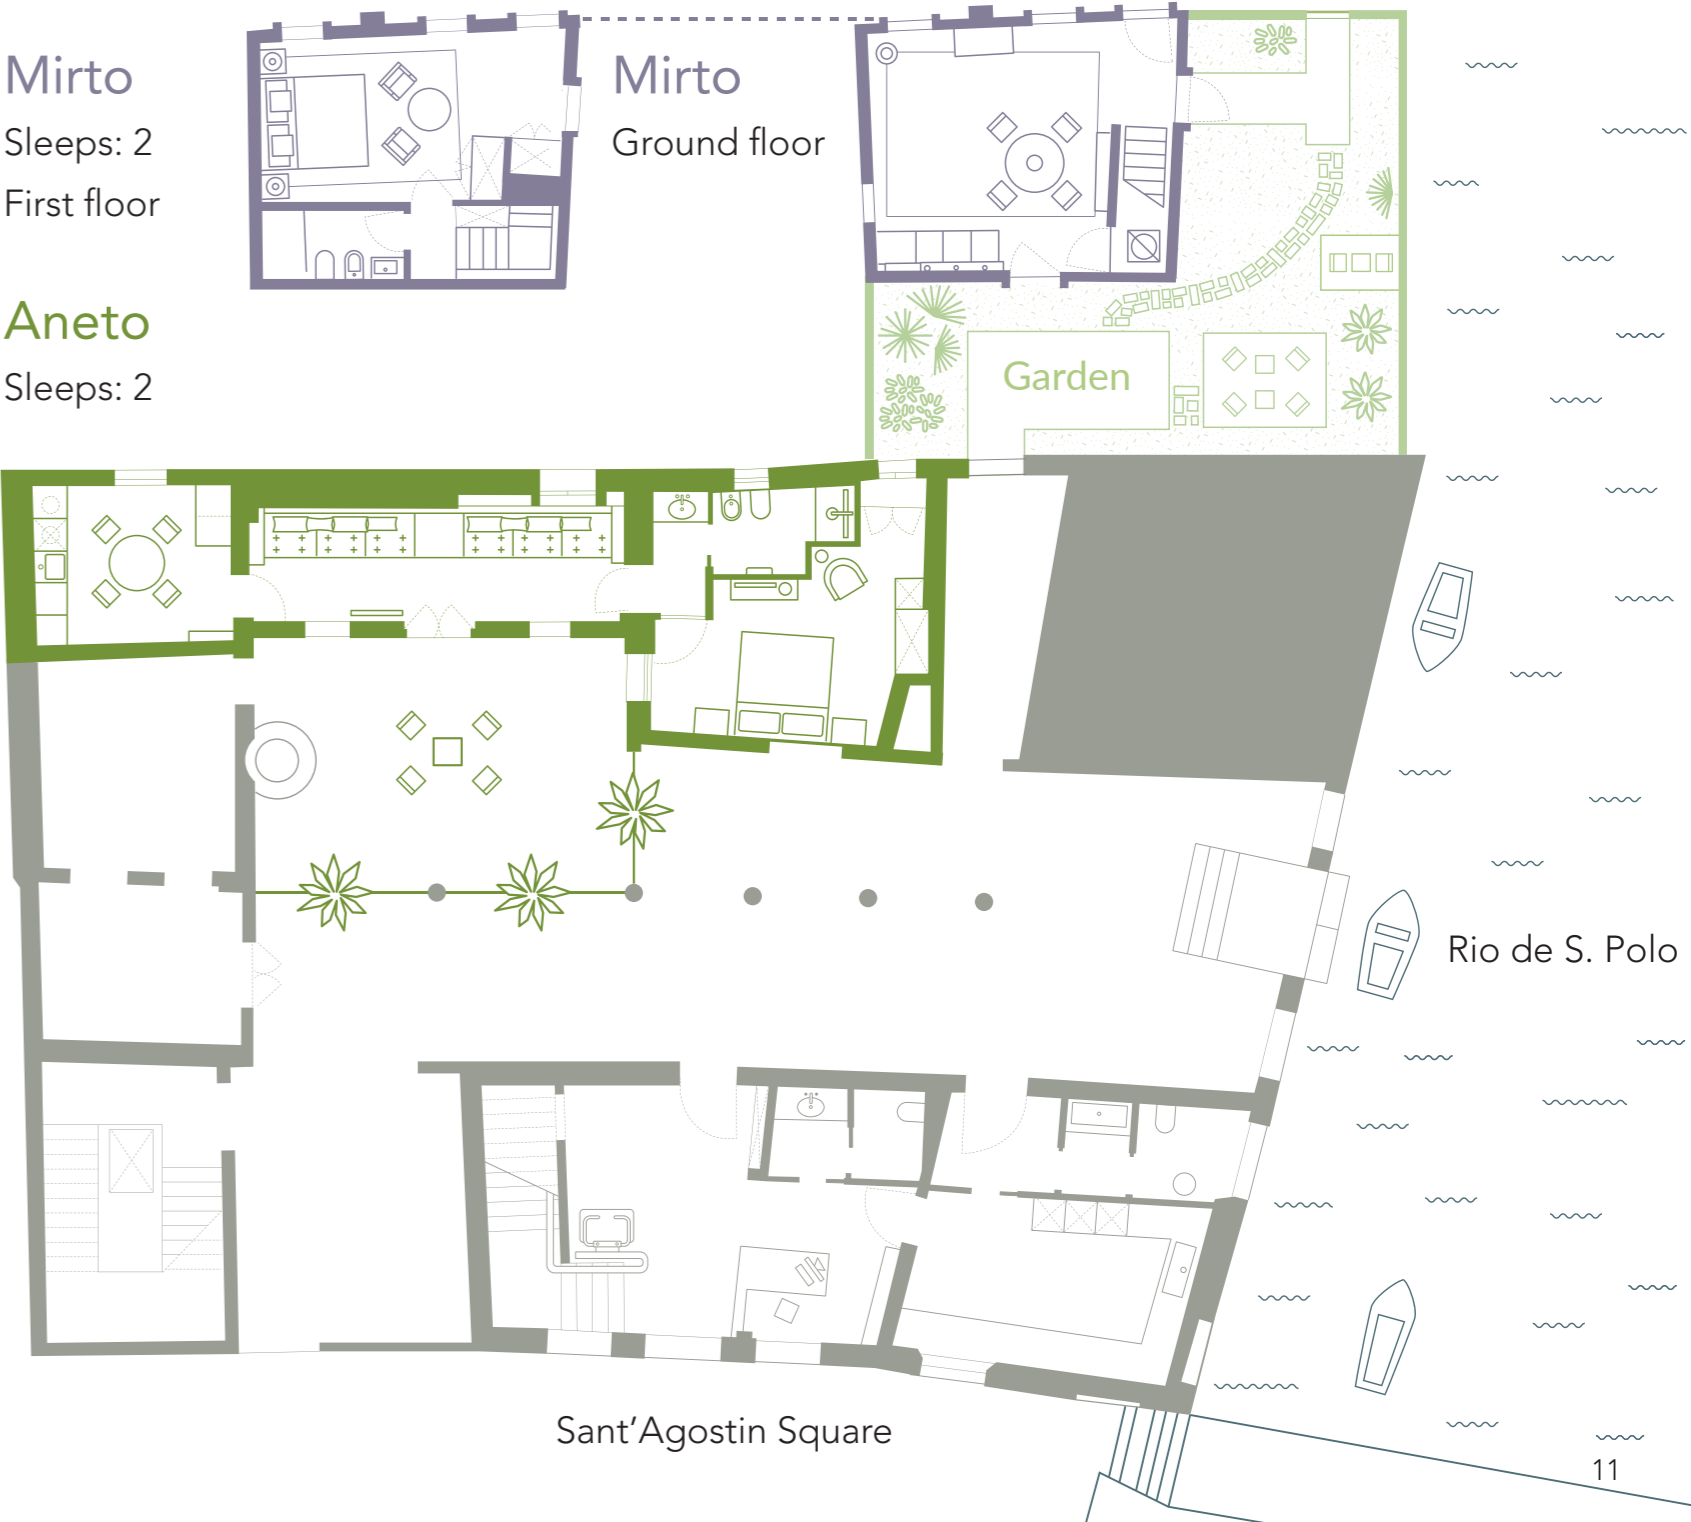 Mirto
Sleeps: 2
First floor
Mirto
Ground floor
Aneto
Sleeps: 2
Garden
Rio de S. Polo
Sant’Agostin Square
11